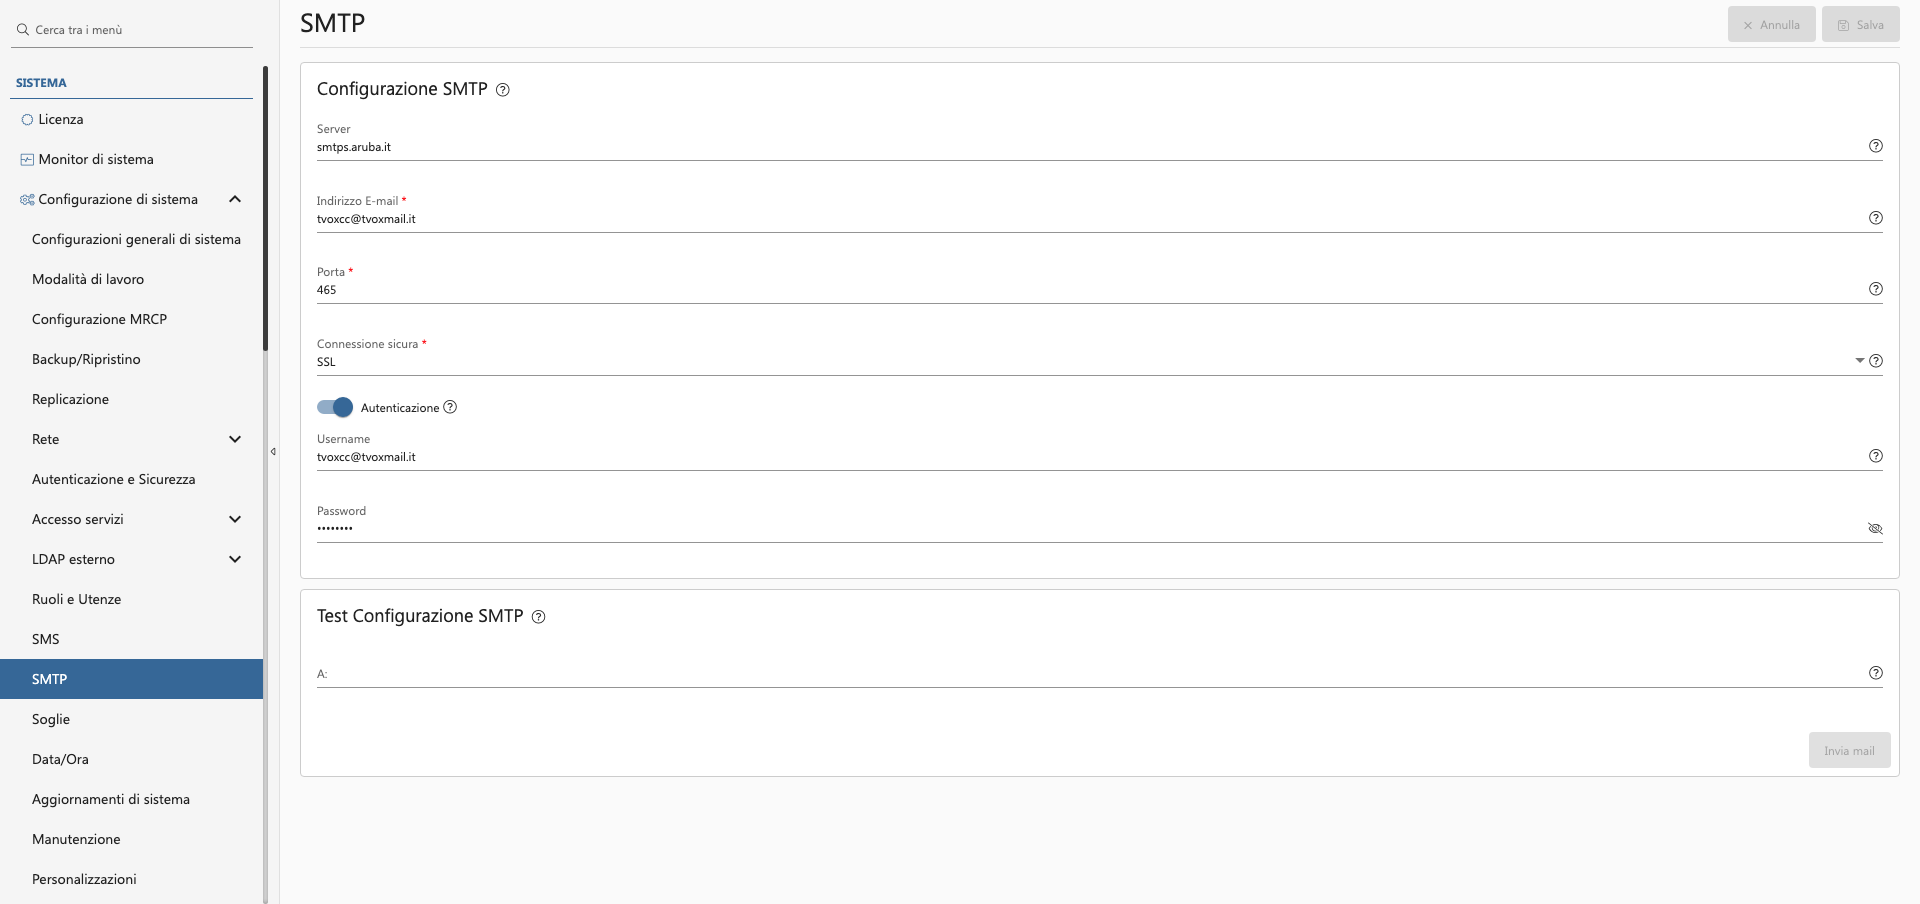 Cerca tra i menù
SISTEMA
Licenza
Monitor di sistema
Configurazione di sistema
Configurazioni generali di sistema
Modalità di lavoro
Configurazione MRCP
Backup/Ripristino
Replicazione
Rete
Autenticazione e Sicurezza
Accesso servizi
LDAP esterno
Ruoli e Utenze
SMS
SMTP
Soglie
Data/Ora
Aggiornamenti di sistema
Manutenzione
Personalizzazioni
SMTP
Annulla
Salva
Configurazione SMTP
Server
smtps.aruba.it
Indirizzo E-mail *
tvoxcc@tvoxmail.it
Porta *
465
Connessione sicura *
SSL
Autenticazione
Username
tvoxcc@tvoxmail.it
Password
••••••••
Test Configurazione SMTP
A:
Invia mail